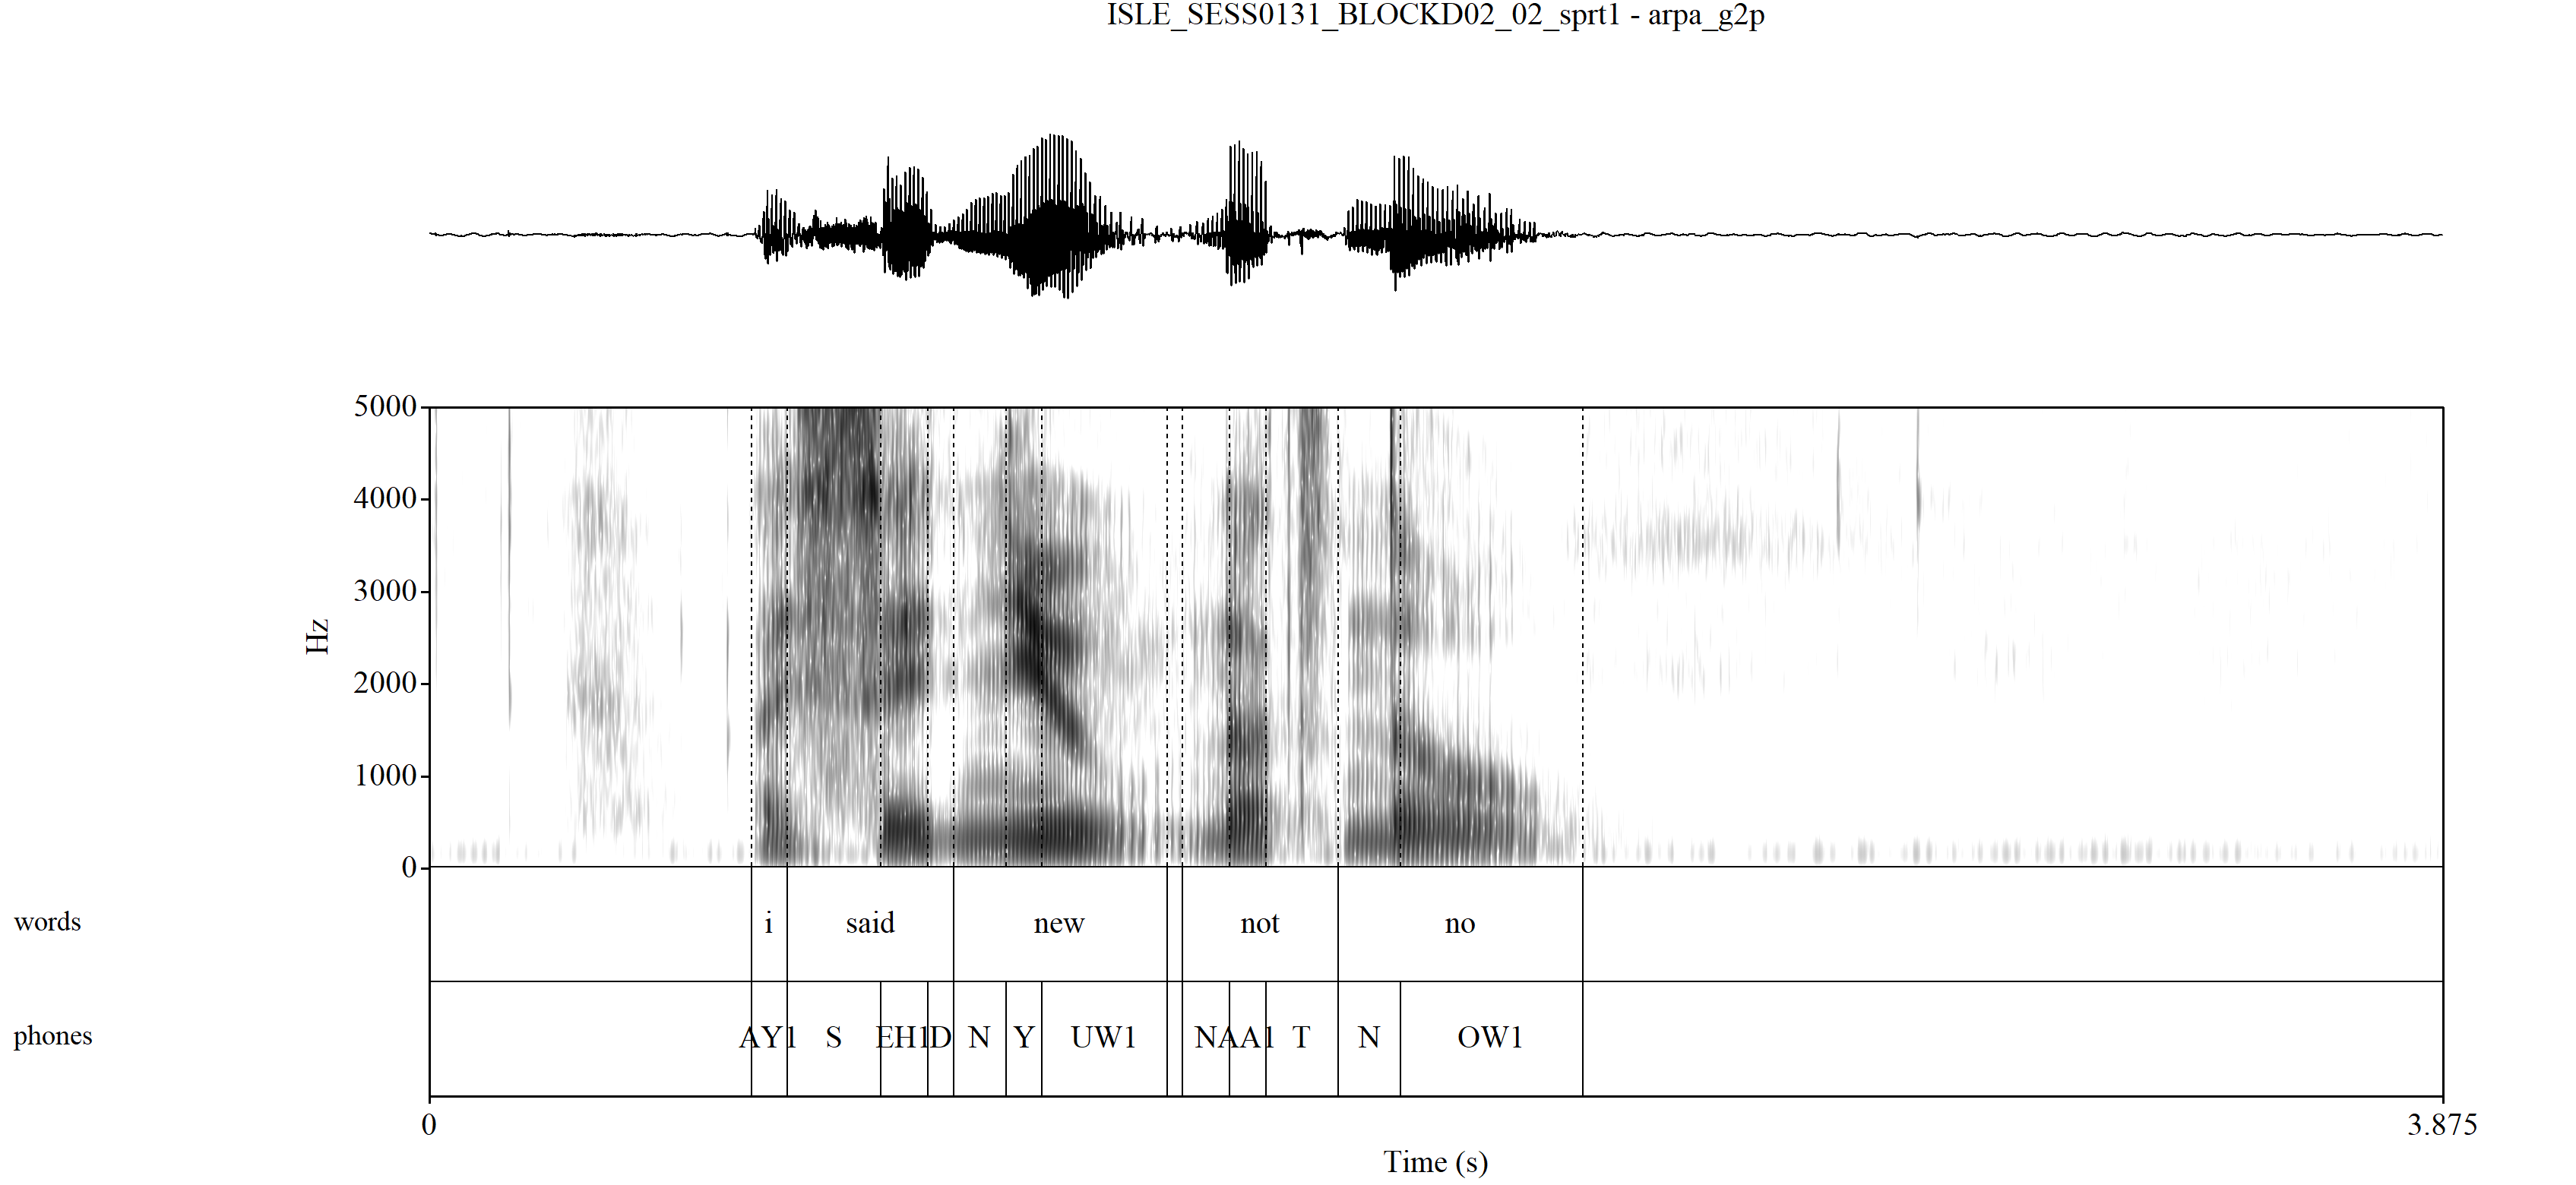 ISLE_SESS0131_BLOCKD02_02_sprt1 - arpa_g2p
5000
4000
3000
2000
1000
0
Hz
words i said new not no
phones AY1 S EH1 D N Y UW1 N AA1 T N OW1
0 3.875
Time (s)